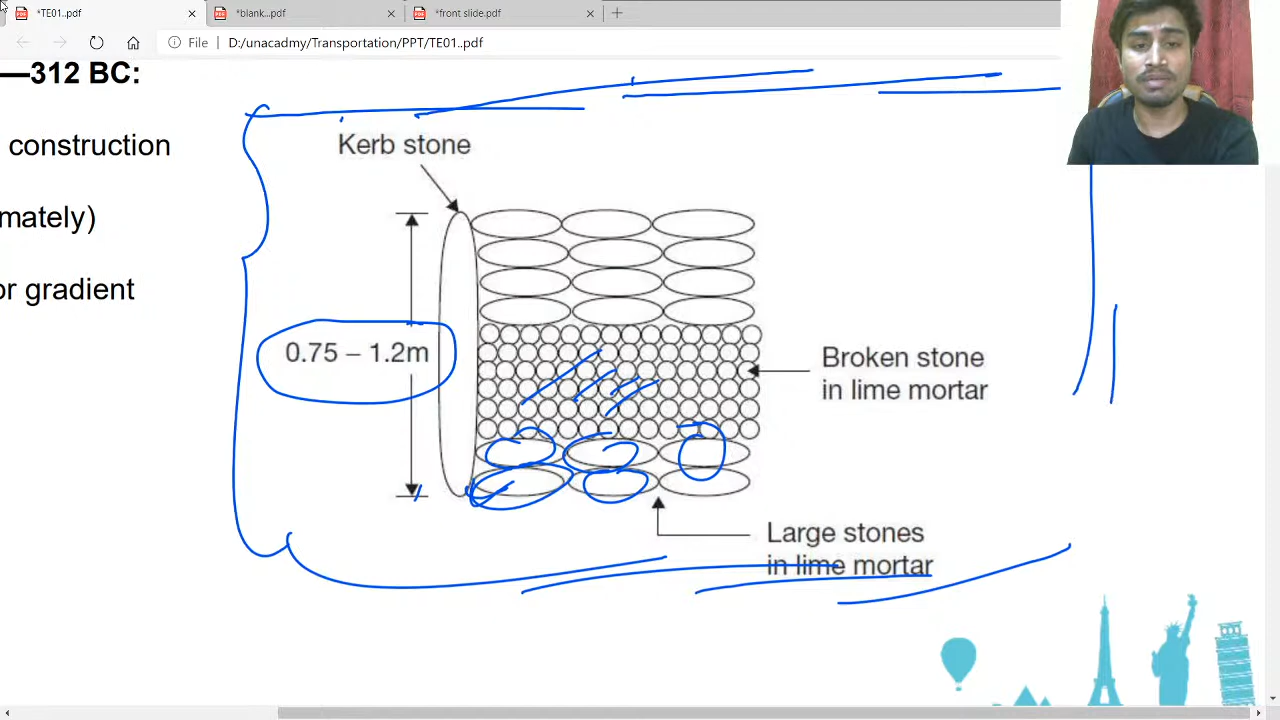 *TE01..pdf
*blank...pdf
*front slide.pdf
File
D:/unacadmy/Transportation/PPT/TE01..pdf
—312 BC:
construction
mately)
or gradient
Kerb stone
0.75 – 1.2m
Broken stone
in lime mortar
Large stones
in lime mortar